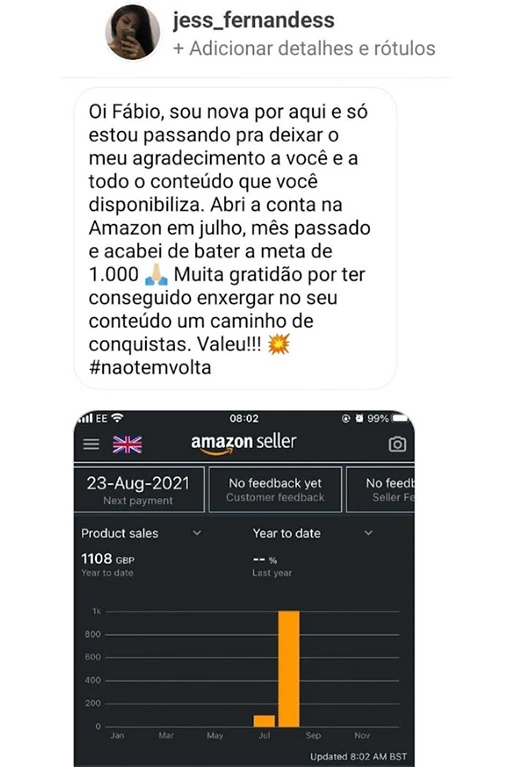 jess_fernandess
+ Adicionar detalhes e rótulos
Oi Fábio, sou nova por aqui e só
estou passando pra deixar o
meu agradecimento a você e a
todo o conteúdo que você
disponibiliza. Abri a conta na
Amazon em julho, mês passado
e acabei de bater a meta de
1.000 🙏🏼 Muita gratidão por ter
conseguido enxergar no seu
conteúdo um caminho de
conquistas. Valeu!!! 💥
#naotemvolta
EE 08:02 99%
amazon seller
23-Aug-2021 No feedback yet No feedb
Next payment Customer feedback Seller Fe
Product sales Year to date
1108 GBP -- %
Year to date Last year
1k
800
600
400
200
0
Jan Mar May Jul Sep Nov
Updated 8:02 AM BST